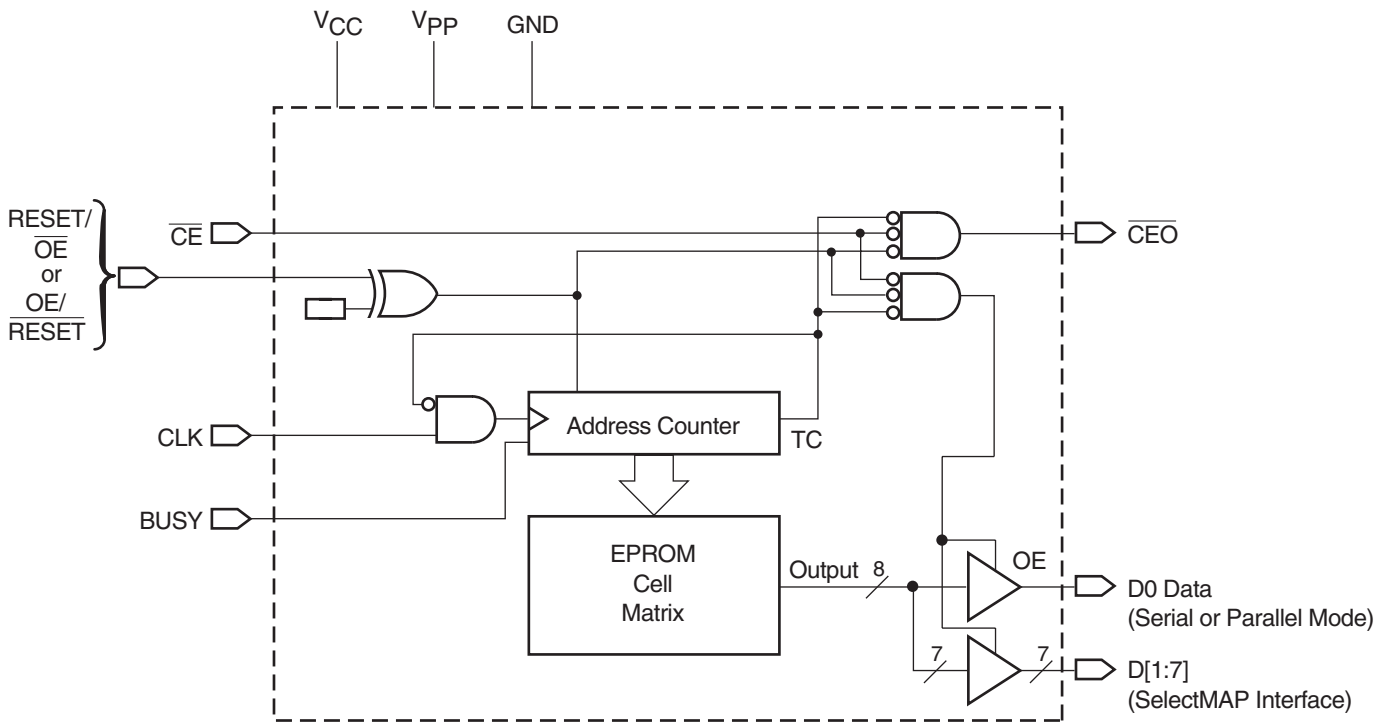 VCC
VPP
GND
RESET/
OE
or
OE/
RESET
CE
CEO
CLK
Address Counter
TC
BUSY
EPROM
Cell
Matrix
Output
8
OE
D0 Data
(Serial or Parallel Mode)
7
7
D[1:7]
(SelectMAP Interface)